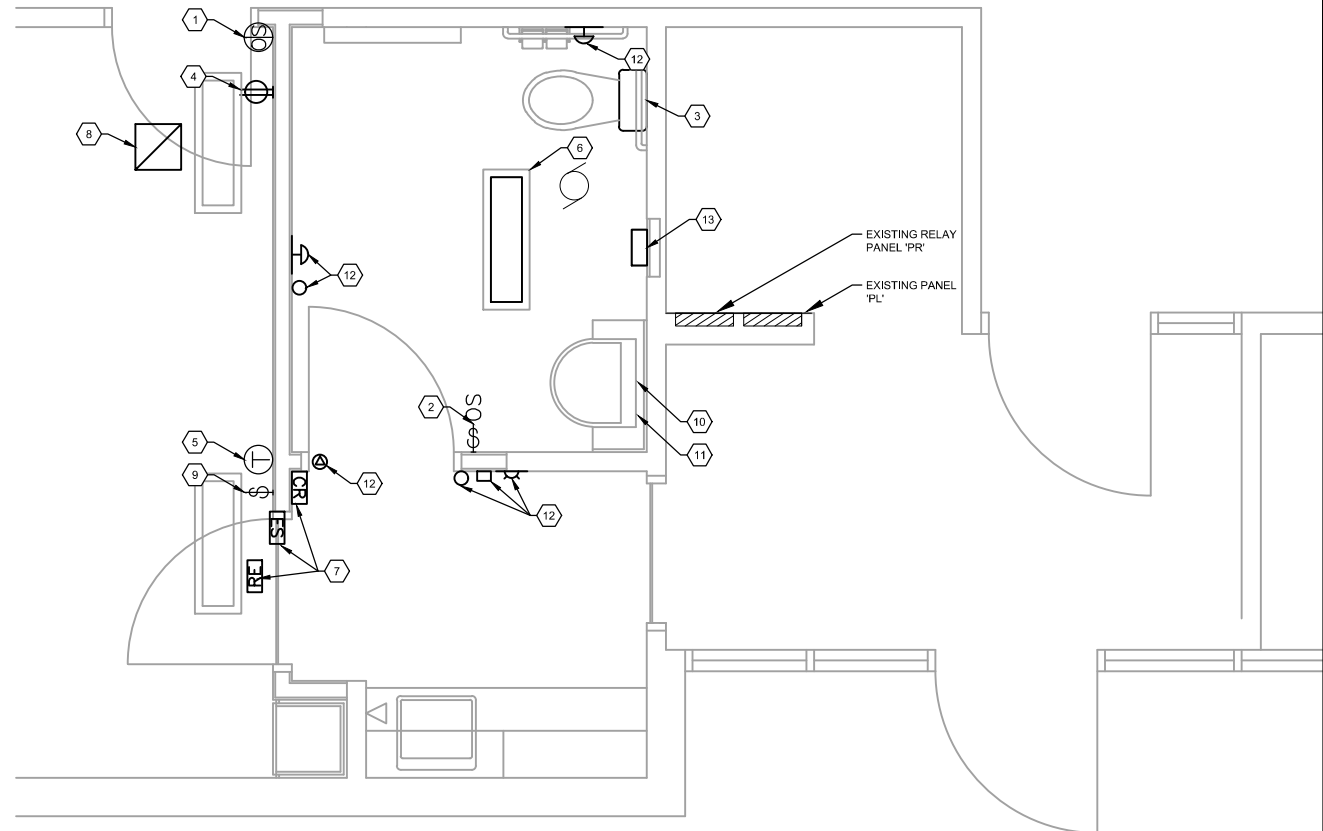 1
OS
12
4
3
8
6
13
EXISTING RELAY
PANEL 'PR'
12
EXISTING PANEL
'PL'
2
OS
S
10
5
T
11
12
9
S
CR
12
ES
7
RE